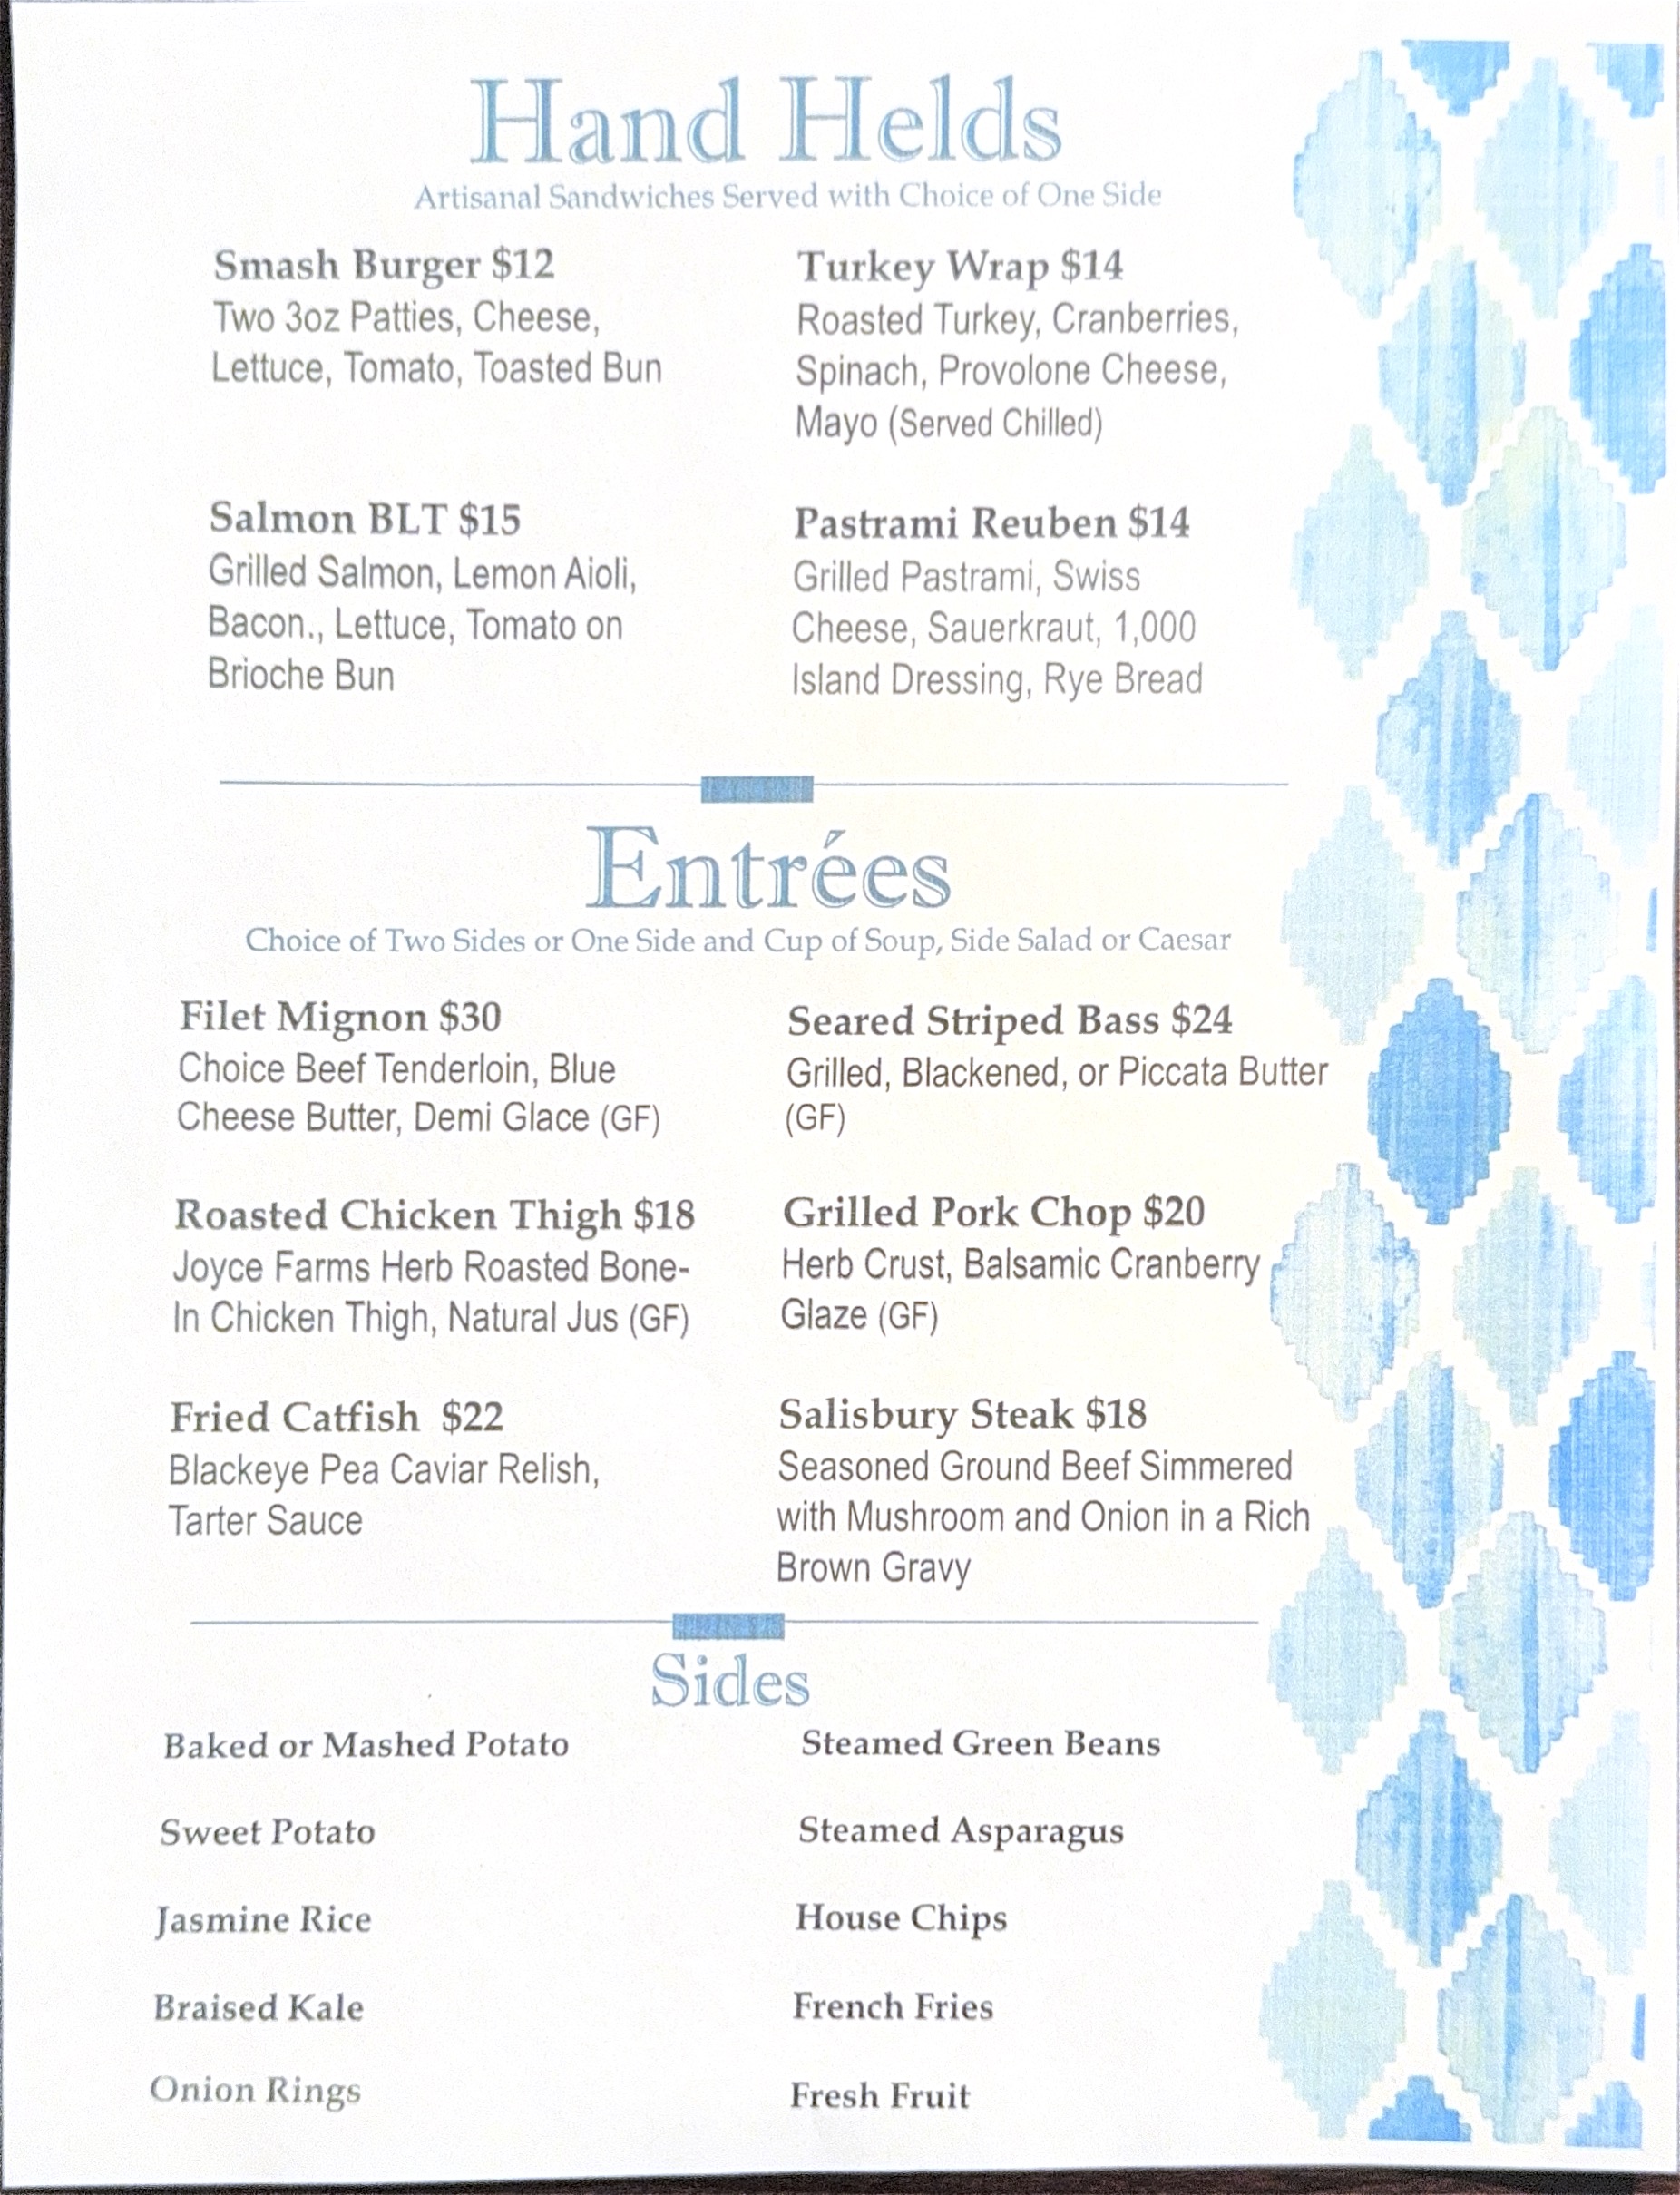 Hand Helds
Artisanal Sandwiches Served with Choice of One Side
Smash Burger $12
Two 3oz Patties, Cheese,
Lettuce, Tomato, Toasted Bun
Turkey Wrap $14
Roasted Turkey, Cranberries,
Spinach, Provolone Cheese,
Mayo (Served Chilled)
Salmon BLT $15
Grilled Salmon, Lemon Aioli,
Bacon., Lettuce, Tomato on
Brioche Bun
Pastrami Reuben $14
Grilled Pastrami, Swiss
Cheese, Sauerkraut, 1,000
Island Dressing, Rye Bread
Entrées
Choice of Two Sides or One Side and Cup of Soup, Side Salad or Caesar
Filet Mignon $30
Choice Beef Tenderloin, Blue
Cheese Butter, Demi Glace (GF)
Seared Striped Bass $24
Grilled, Blackened, or Piccata Butter
(GF)
Roasted Chicken Thigh $18
Joyce Farms Herb Roasted Bone-
In Chicken Thigh, Natural Jus (GF)
Grilled Pork Chop $20
Herb Crust, Balsamic Cranberry
Glaze (GF)
Fried Catfish $22
Blackeye Pea Caviar Relish,
Tarter Sauce
Salisbury Steak $18
Seasoned Ground Beef Simmered
with Mushroom and Onion in a Rich
Brown Gravy
Sides
Baked or Mashed Potato
Sweet Potato
Jasmine Rice
Braised Kale
Onion Rings
Steamed Green Beans
Steamed Asparagus
House Chips
French Fries
Fresh Fruit